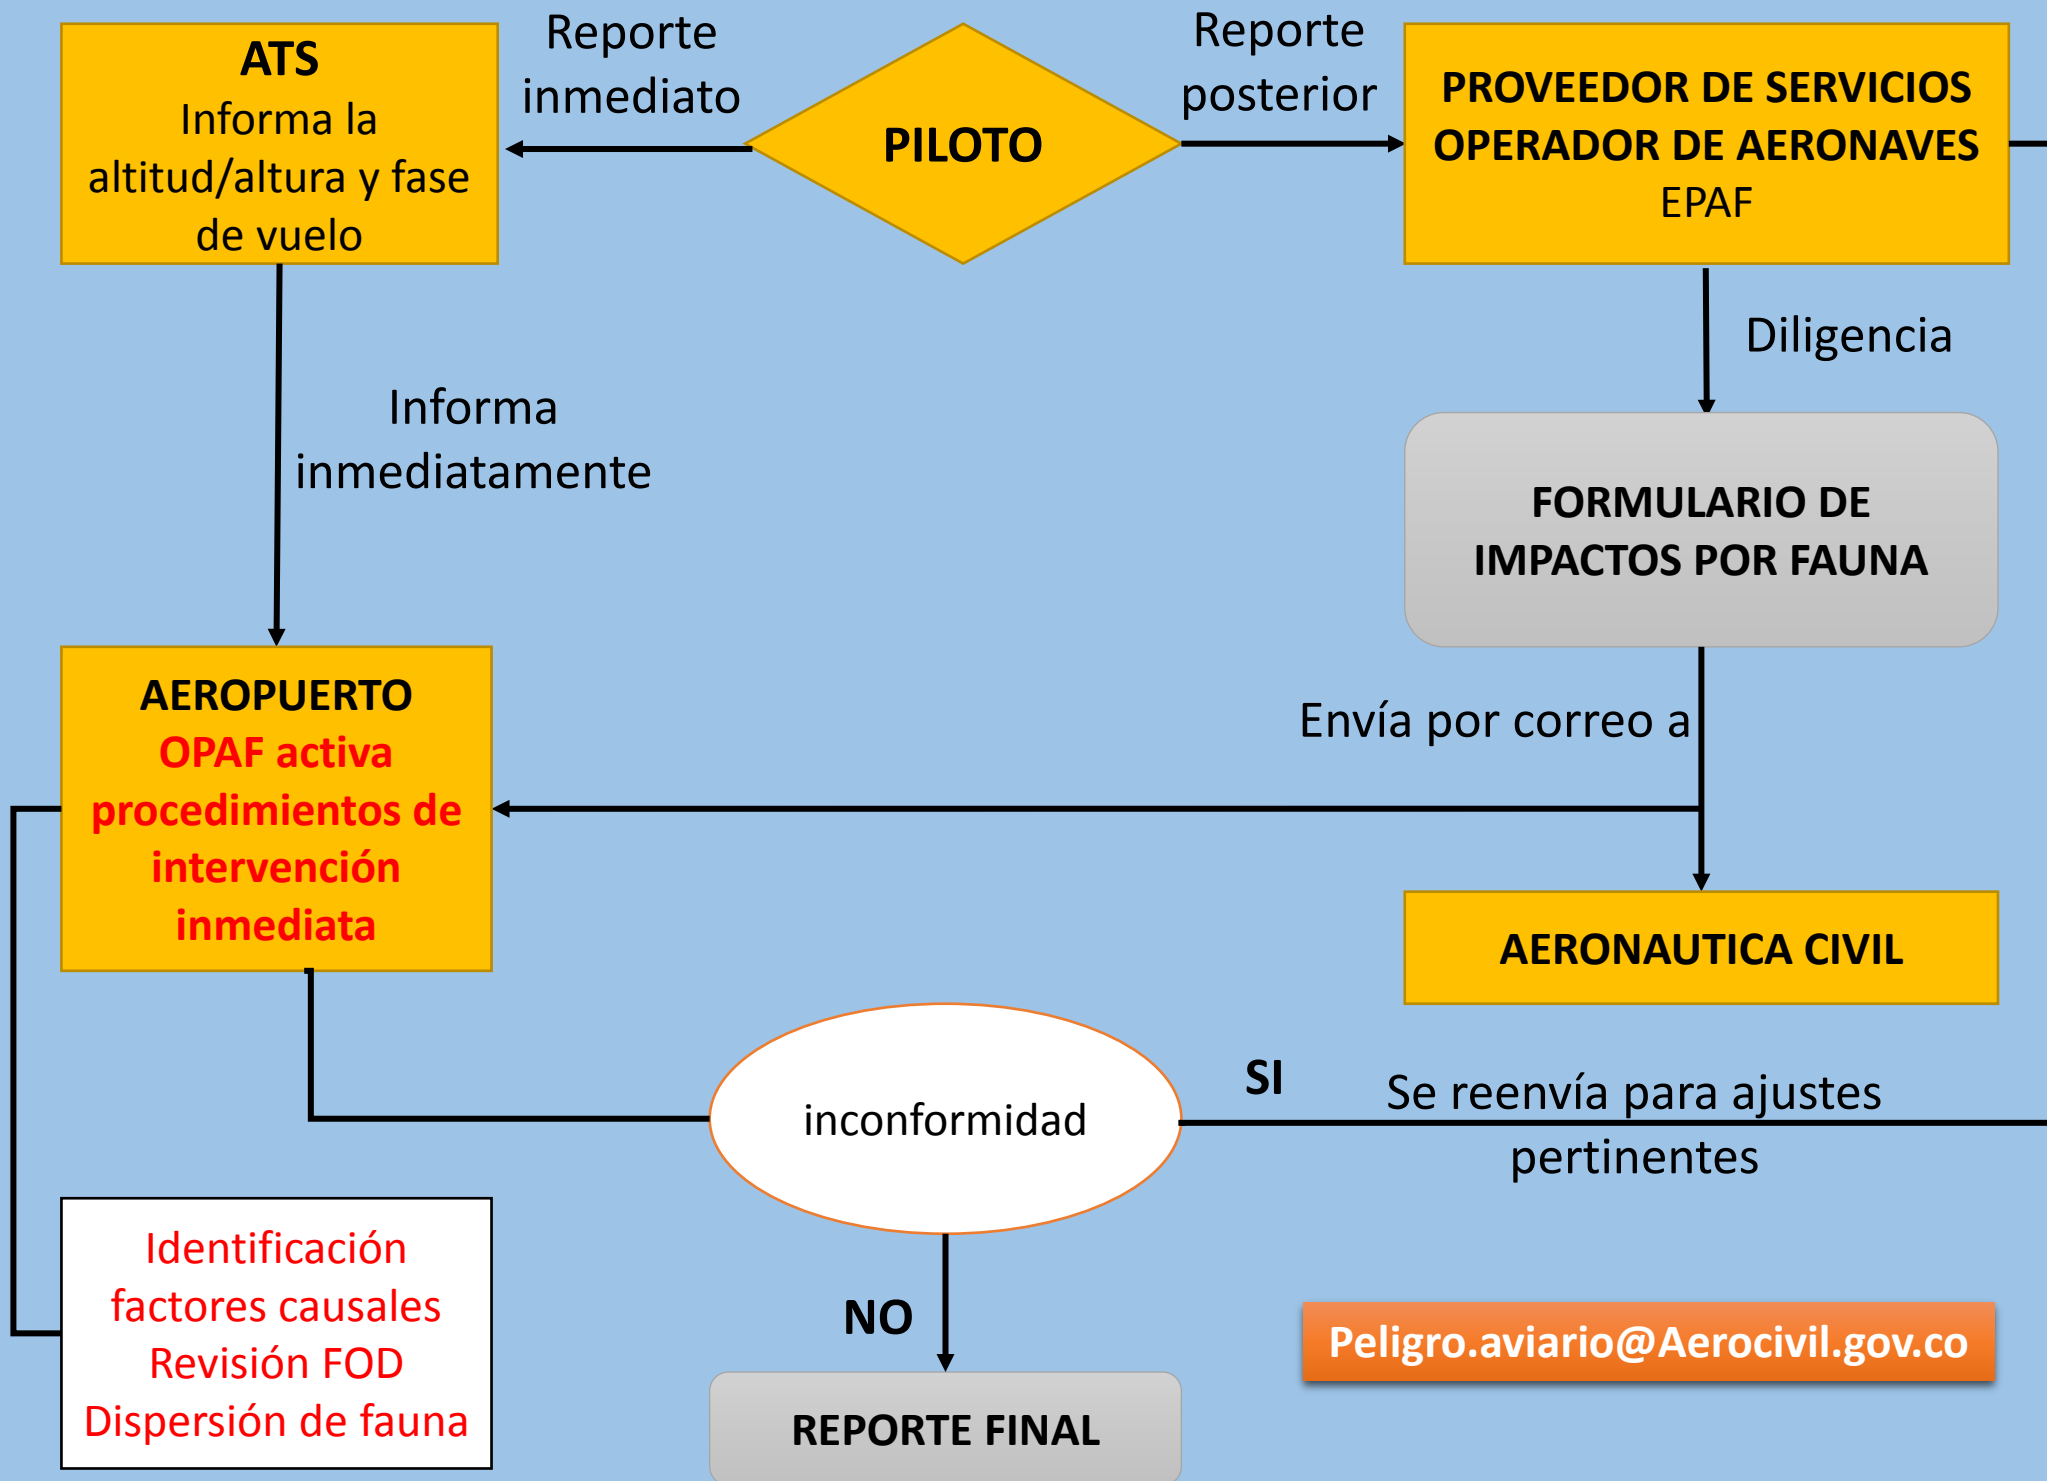 ATS
Informa la
altitud/altura y fase
de vuelo
Reporte
inmediato
PILOTO
Reporte
posterior
PROVEEDOR DE SERVICIOS
OPERADOR DE AERONAVES
EPAF
Diligencia
Informa
inmediatamente
FORMULARIO DE
IMPACTOS POR FAUNA
AEROPUERTO
OPAF activa
procedimientos de
intervención
inmediata
Envía por correo a
AERONAUTICA CIVIL
inconformidad
SI
Se reenvía para ajustes
pertinentes
Identificación
factores causales
Revisión FOD
Dispersión de fauna
NO
Peligro.aviario@Aerocivil.gov.co
REPORTE FINAL